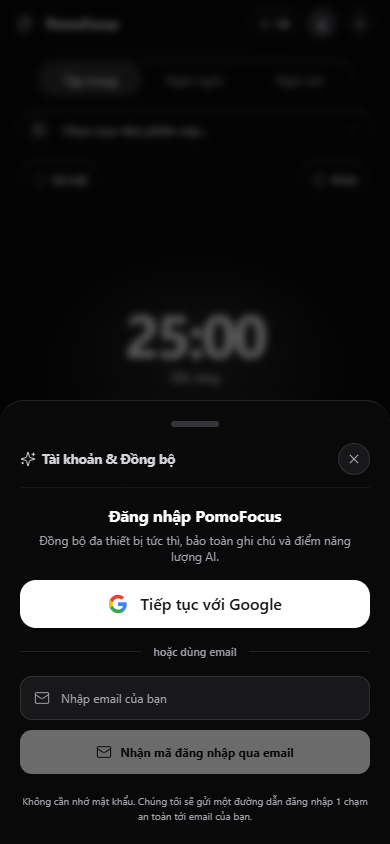 PomoFocus
25:00
Tài khoản & Đồng bộ
Đăng nhập PomoFocus
Đồng bộ đa thiết bị tức thì, bảo toàn ghi chú và điểm năng
lượng AI.
Tiếp tục với Google
hoặc dùng email
Nhập email của bạn
Nhận mã đăng nhập qua email
Không cần nhớ mật khẩu. Chúng tôi sẽ gửi một đường dẫn đăng nhập 1 chạm
an toàn tới email của bạn.